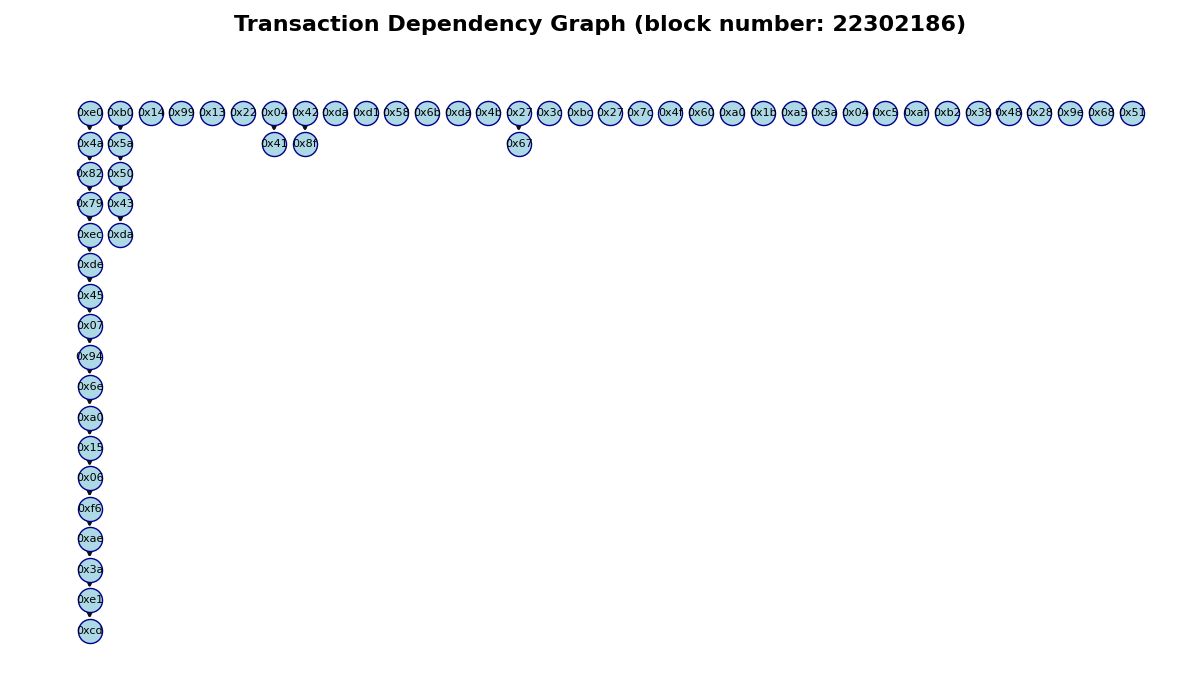 Transaction Dependency Graph (block number: 22302186)
0xe0 0xb0 0x14 0x99 0x13 0x22 0x04 0x42 0xda 0xd1 0x58 0x6b 0xda 0x4b 0x27 0x3c 0xbc 0x27 0x7c 0x4f 0x60 0xa0 0x1b 0xa5 0x3a 0x04 0xc5 0xaf 0xb2 0x38 0x48 0x28 0x9e 0x68 0x51
0x4a 0x5a 0x41 0x8f 0x67
0x82 0x50
0x79 0x43
0xec 0xda
0xde
0x45
0x07
0x94
0x6e
0xa0
0x15
0x06
0xf6
0xae
0x3a
0xe1